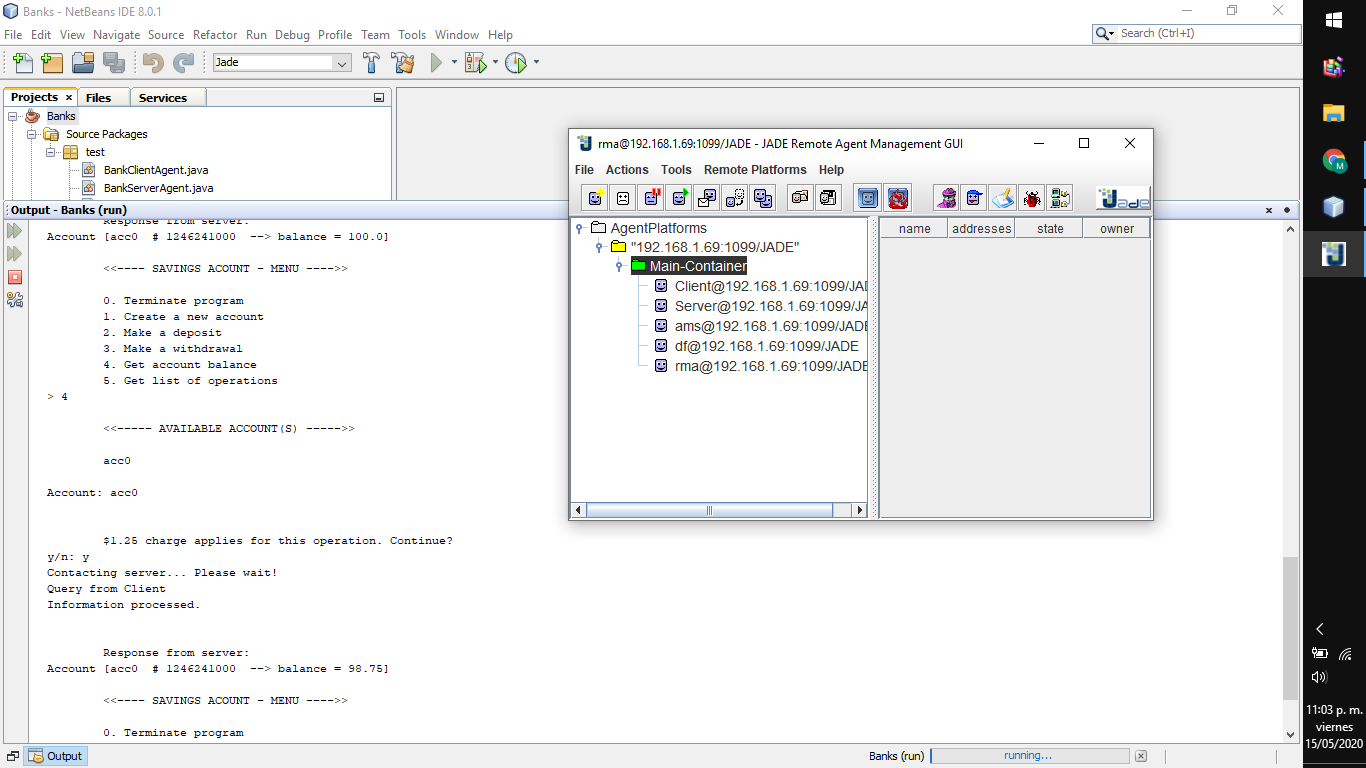 Banks - NetBeans IDE 8.0.1
File Edit View Navigate Source Refactor Run Debug Profile Team Tools Window Help
Search (Ctrl+I)
Jade
Projects × Files Services
Banks
Source Packages
test
BankClientAgent.java
BankServerAgent.java
Output - Banks (run)
Response from server:
Account [acc0 # 1246241000 --> balance = 100.0]
<<---- SAVINGS ACOUNT - MENU ---->>
0. Terminate program
1. Create a new account
2. Make a deposit
3. Make a withdrawal
4. Get account balance
5. Get list of operations
> 4
<<----- AVAILABLE ACCOUNT(S) ----->>
acc0
Account: acc0
$1.25 charge applies for this operation. Continue?
y/n: y
Contacting server... Please wait!
Query from Client
Information processed.
Response from server:
Account [acc0 # 1246241000 --> balance = 98.75]
<<---- SAVINGS ACOUNT - MENU ---->>
0. Terminate program
Output
Banks (run)
running...
rma@192.168.1.69:1099/JADE - JADE Remote Agent Management GUI
File Actions Tools Remote Platforms Help
Jade
AgentPlatforms
"192.168.1.69:1099/JADE"
Main-Container
Client@192.168.1.69:1099/JAD
Server@192.168.1.69:1099/JA
ams@192.168.1.69:1099/JADE
df@192.168.1.69:1099/JADE
rma@192.168.1.69:1099/JADE
name addresses state owner
11:03 p. m.
viernes
15/05/2020